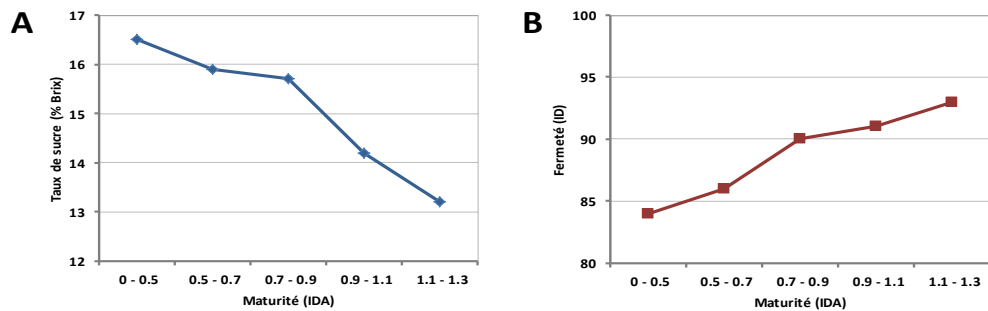 A
Taux de sucre (% Brix)
17
16
15
14
13
12
0 - 0.5 0.5 - 0.7 0.7 - 0.9 0.9 - 1.1 1.1 - 1.3
Maturité (IDA)
B
Fermeté (ID)
100
95
90
85
80
0 - 0.5 0.5 - 0.7 0.7 - 0.9 0.9 - 1.1 1.1 - 1.3
Maturité (IDA)